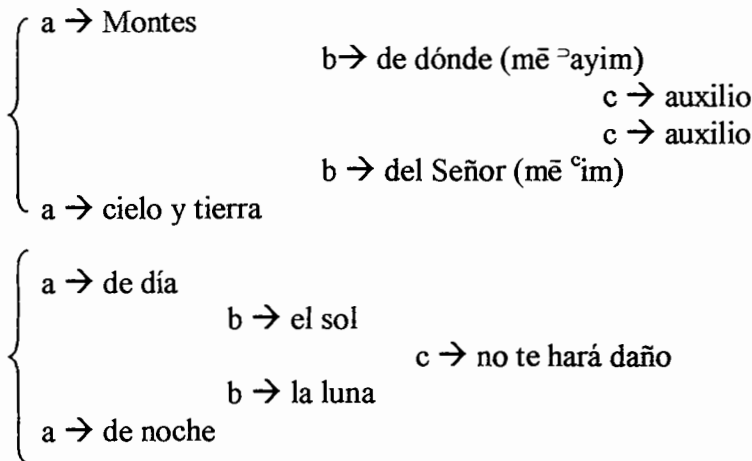 a → Montes
b→ de dónde (mē ᵓayim)
c → auxilio
c → auxilio
b → del Señor (mē ᶜim)
a → cielo y tierra
a → de día
b → el sol
c → no te hará daño
b → la luna
a → de noche